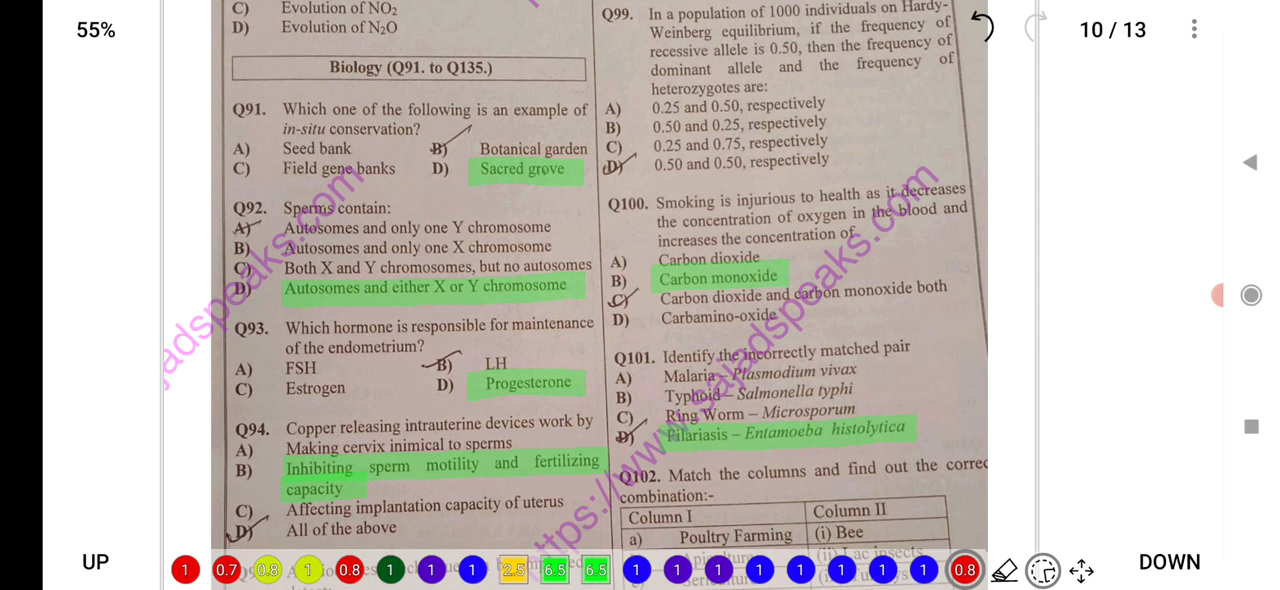 55%
10 / 13
C) Evolution of NO₂
D) Evolution of N₂O
Biology (Q91. to Q135.)
Q91. Which one of the following is an example of
in-situ conservation?
A) Seed bank B) Botanical garden
C) Field gene banks D) Sacred grove
Q92. Sperms contain:
A) Autosomes and only one Y chromosome
B) Autosomes and only one X chromosome
C) Both X and Y chromosomes, but no autosomes
D) Autosomes and either X or Y chromosome
Q93. Which hormone is responsible for maintenance
of the endometrium?
A) FSH B) LH
C) Estrogen D) Progesterone
Q94. Copper releasing intrauterine devices work by
A) Making cervix inimical to sperms
B) Inhibiting sperm motility and fertilizing
capacity
C) Affecting implantation capacity of uterus
D) All of the above
Q99. In a population of 1000 individuals on Hardy-
Weinberg equilibrium, if the frequency of
recessive allele is 0.50, then the frequency of
dominant allele and the frequency of
heterozygotes are:
A) 0.25 and 0.50, respectively
B) 0.50 and 0.25, respectively
C) 0.25 and 0.75, respectively
D) 0.50 and 0.50, respectively
Q100. Smoking is injurious to health as it decreases
the concentration of oxygen in the blood and
increases the concentration of
A) Carbon dioxide
B) Carbon monoxide
C) Carbon dioxide and carbon monoxide both
D) Carbamino-oxide
Q101. Identify the incorrectly matched pair
A) Malaria – Plasmodium vivax
B) Typhoid – Salmonella typhi
C) Ring Worm – Microsporum
D) Filariasis – Entamoeba histolytica
Q102. Match the columns and find out the correc
combination:-
Column I Column II
a) Poultry Farming (i) Bee
(ii) Lac insects
https://www.sajadspeaks.com
jadspeaks.com
UP
1 0.7 0.8 1 0.8 1 1 1 2.5 6.5 6.5 1 1 1 1 1 1 1 1 0.8
DOWN